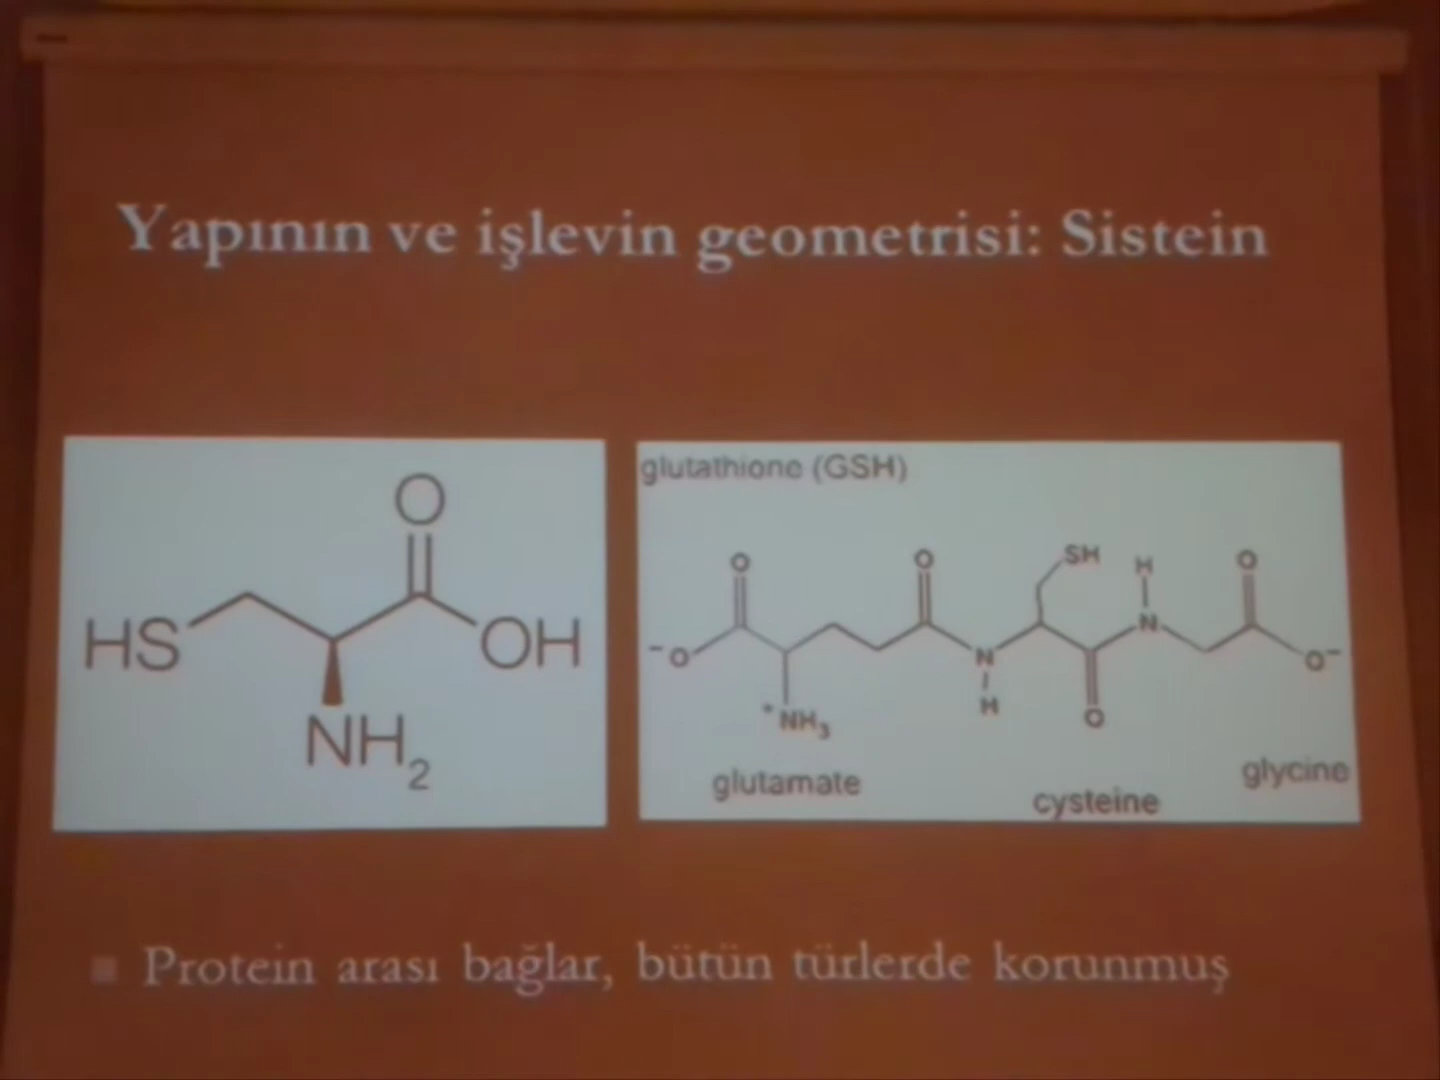 Yapının ve işlevin geometrisi: Sistein
O
HS
OH
NH2
glutathione (GSH)
O
O
SH
H
O
-O
N
N
O-
H
+NH3
O
glutamate
cysteine
glycine
Protein arası bağlar, bütün türlerde korunmuş